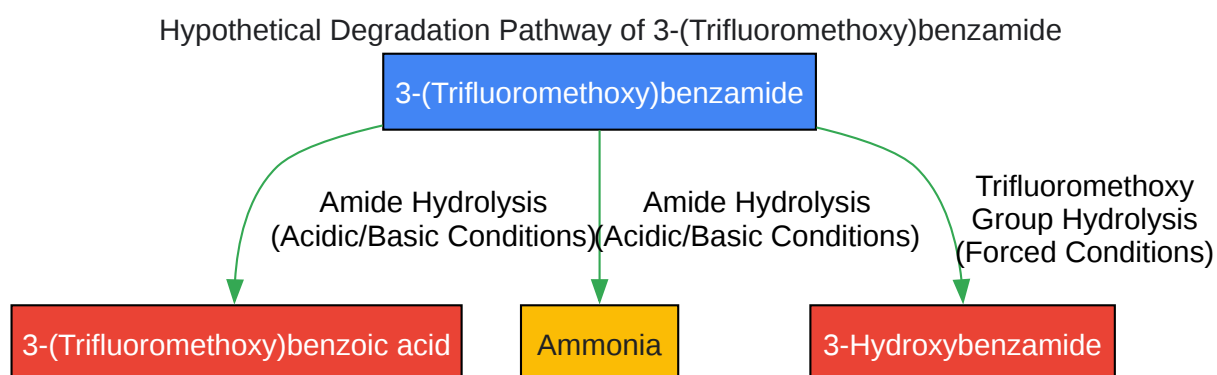 Hypothetical Degradation Pathway of 3-(Trifluoromethoxy)benzamide
3-(Trifluoromethoxy)benzamide
Amide Hydrolysis
(Acidic/Basic Conditions)
Amide Hydrolysis
(Acidic/Basic Conditions)
Trifluoromethoxy
Group Hydrolysis
(Forced Conditions)
3-(Trifluoromethoxy)benzoic acid
Ammonia
3-Hydroxybenzamide